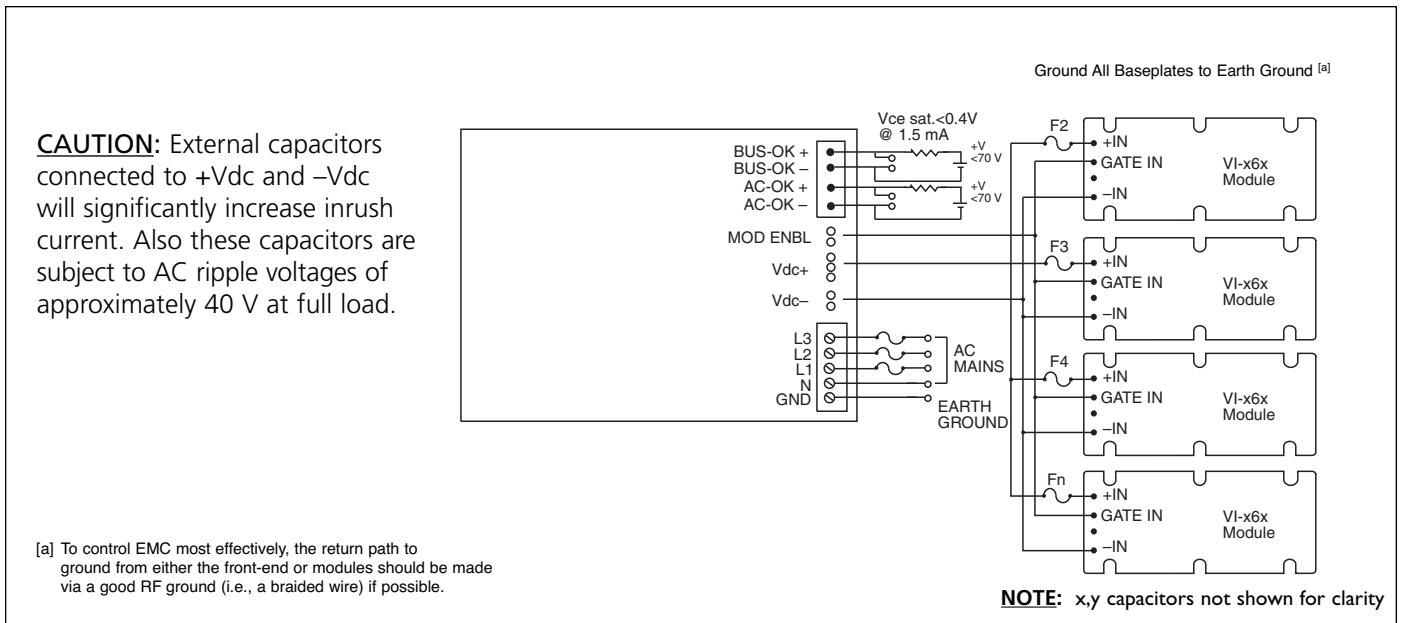 Ground All Baseplates to Earth Ground [a]
CAUTION: External capacitors
connected to +Vdc and –Vdc
will significantly increase inrush
current. Also these capacitors are
subject to AC ripple voltages of
approximately 40 V at full load.
Vce sat.<0.4V
@ 1.5 mA
BUS-OK +
BUS-OK –
AC-OK +
AC-OK –
+V
<70 V
+V
<70 V
MOD ENBL
Vdc+
Vdc–
L3
L2
L1
N
GND
AC
MAINS
EARTH
GROUND
F2
+IN
GATE IN
–IN
VI-x6x
Module
F3
+IN
GATE IN
–IN
VI-x6x
Module
F4
+IN
GATE IN
–IN
VI-x6x
Module
Fn
+IN
GATE IN
–IN
VI-x6x
Module
[a] To control EMC most effectively, the return path to
ground from either the front-end or modules should be made
via a good RF ground (i.e., a braided wire) if possible.
NOTE: x,y capacitors not shown for clarity